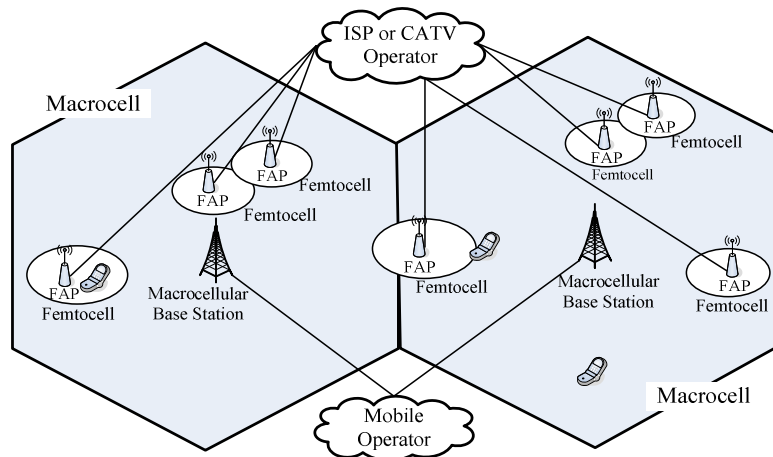 ISP or CATV
Operator
Macrocell
FAP
Femtocell
FAP
Femtocell
FAP
Femtocell
FAP
Femtocell
FAP
Femtocell
FAP
Femtocell
FAP
Femtocell
Macrocellular
Base Station
Macrocellular
Base Station
Macrocell
Mobile
Operator